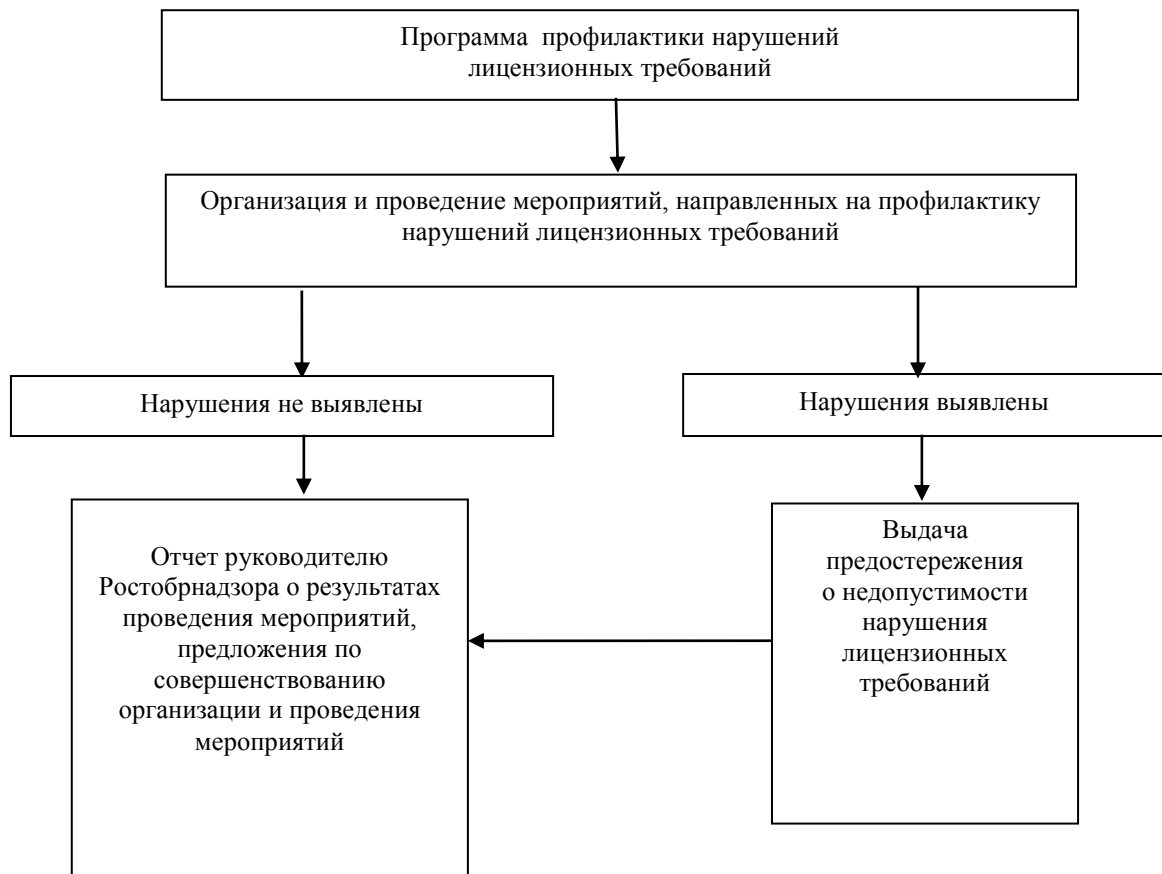 Программа  профилактики нарушений
лицензионных требований
Организация и проведение мероприятий, направленных на профилактику
нарушений лицензионных требований
Нарушения не выявлены
Нарушения выявлены
Отчет руководителю
Ростобрнадзора о результатах
проведения мероприятий,
предложения по
совершенствованию
организации и проведения
мероприятий
Выдача
предостережения
о недопустимости
нарушения
лицензионных
требований